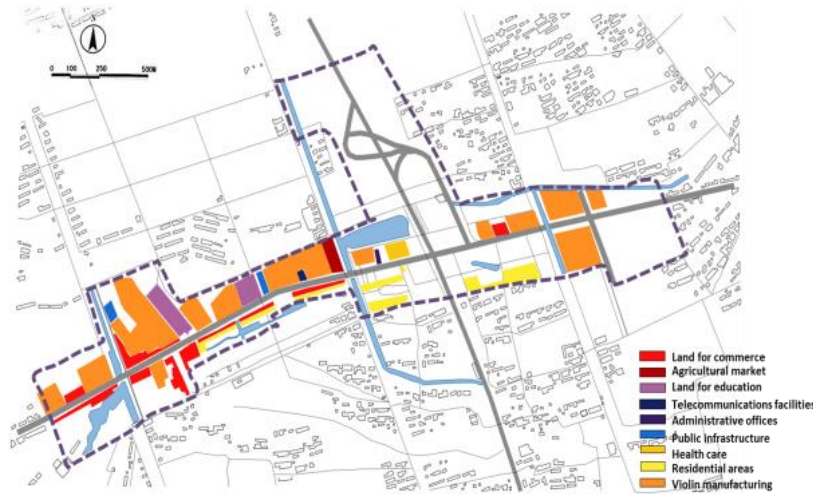 0 100 250 500M
Land for commerce
Agricultural market
Land for education
Telecommunications facilities
Administrative offices
Public infrastructure
Health care
Residential areas
Violin manufacturing